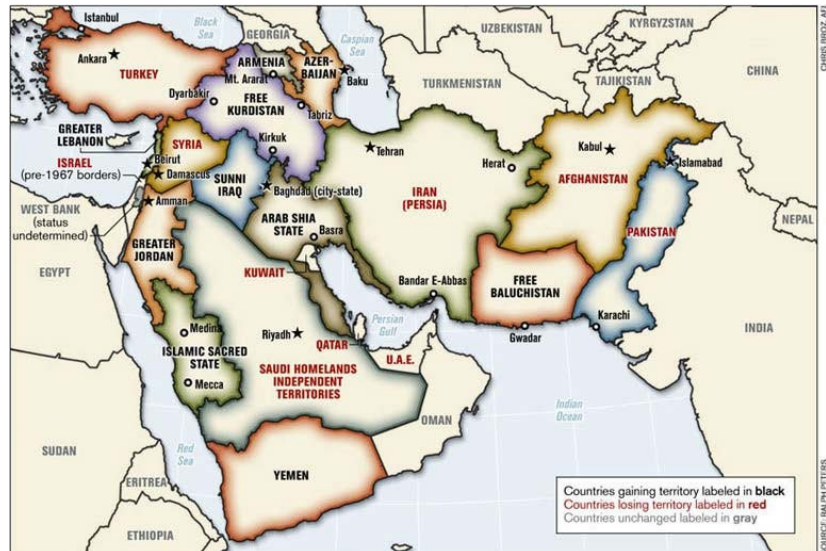 Black
Sea
GEORGIA
Caspian
Sea
UZBEKISTAN
KYRGYZSTAN
CHRIS BROZ, AFJ
Istanbul
Ankara
TURKEY
ARMENIA
Mt. Ararat
AZER-
BAIJAN
Baku
TURKMENISTAN
TAJIKISTAN
CHINA
Dyarbakir
FREE
KURDISTAN
Tabriz
GREATER
LEBANON
SYRIA
Kirkuk
Tehran
Herat
Kabul
Islamabad
ISRAEL
(pre-1967 borders)
Beirut
Damascus
SUNNI
IRAQ
Baghdad (city-state)
IRAN
(PERSIA)
AFGHANISTAN
WEST BANK
(status
undetermined)
Amman
ARAB SHIA
STATE
Basra
PAKISTAN
NEPAL
EGYPT
GREATER
JORDAN
KUWAIT
Bandar E-Abbas
FREE
BALUCHISTAN
Karachi
INDIA
Persian
Gulf
Gwadar
Medina
ISLAMIC SACRED
STATE
Mecca
Riyadh
QATAR
U.A.E.
SAUDI HOMELANDS
INDEPENDENT
TERRITORIES
OMAN
Indian
Ocean
SUDAN
Red
Sea
ERITREA
YEMEN
ETHIOPIA
Countries gaining territory labeled in black
Countries losing territory labeled in red
Countries unchanged labeled in gray
SOURCE: RALPH PETERS